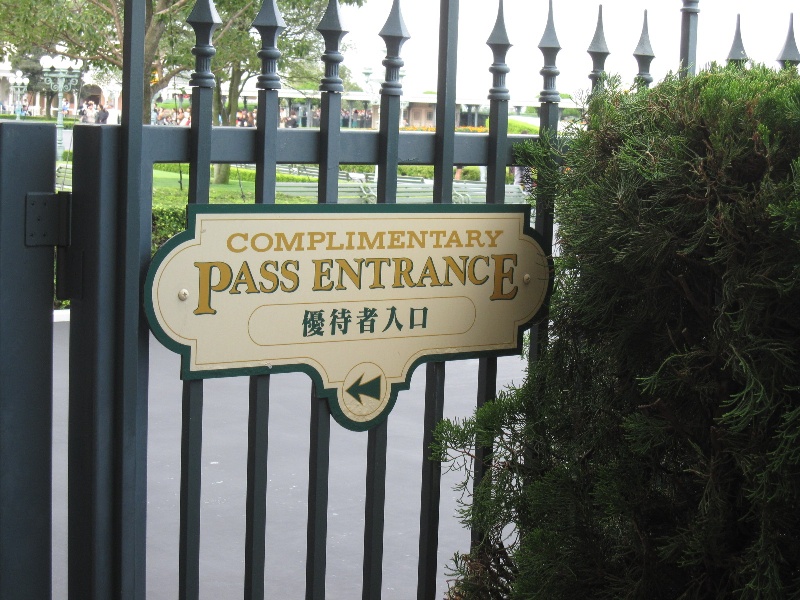 COMPLIMENTARY
PASS ENTRANCE
優待者入口